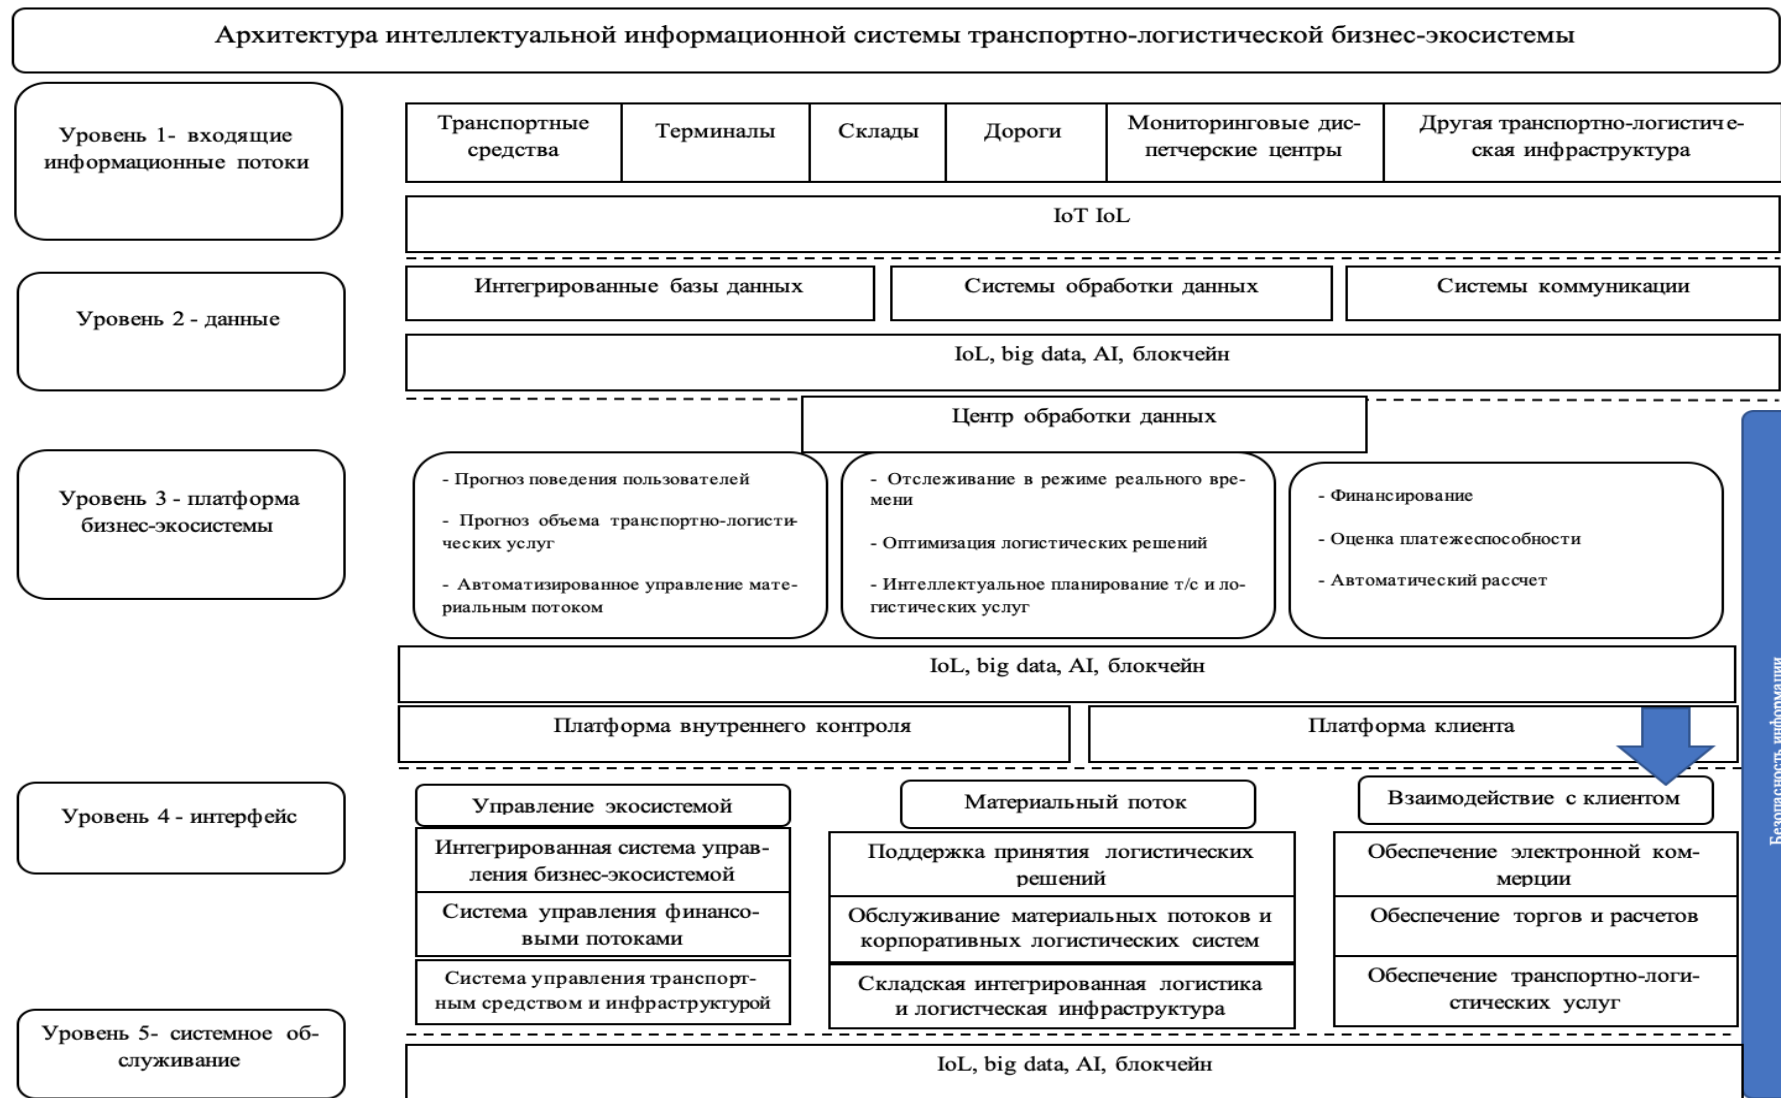 Архитектура интеллектуальной информационной системы транспортно-логистической бизнес-экосистемы
Уровень 1- входящие
информационные потоки
Транспортные
средства
Терминалы
Склады
Дороги
Мониторинговые дис-
петчерские центры
Другая транспортно-логистиче-
ская инфраструктура
IoT IoL
Уровень 2 - данные
Интегрированные базы данных
Системы обработки данных
Системы коммуникации
IoL, big data, AI, блокчейн
Уровень 3 - платформа
бизнес-экосистемы
Центр обработки данных
- Прогноз поведения пользователей
- Прогноз объема транспортно-логисти-
ческих услуг
- Автоматизированное управление мате-
риальным потоком
- Отслеживание в режиме реального вре-
мени
- Оптимизация логистических решений
- Интеллектуальное планирование т/с и ло-
гистических услуг
- Финансирование
- Оценка платежеспособности
- Автоматический рассчет
IoL, big data, AI, блокчейн
Платформа внутреннего контроля
Платформа клиента
Уровень 4 - интерфейс
Управление экосистемой
Интегрированная система управ-
ления бизнес-экосистемой
Система управления финансо-
выми потоками
Система управления транспорт-
ным средством и инфраструктурой
Материальный поток
Поддержка принятия логистических
решений
Обслуживание материальных потоков и
корпоративных логистических систем
Складская интегрированная логистика
и логистческая инфраструктура
Взаимодействие с клиентом
Обеспечение электронной ком-
мерции
Обеспечение торгов и расчетов
Обеспечение транспортно-логи-
стических услуг
Уровень 5- системное об-
служивание
IoL, big data, AI, блокчейн
Безопасность информации